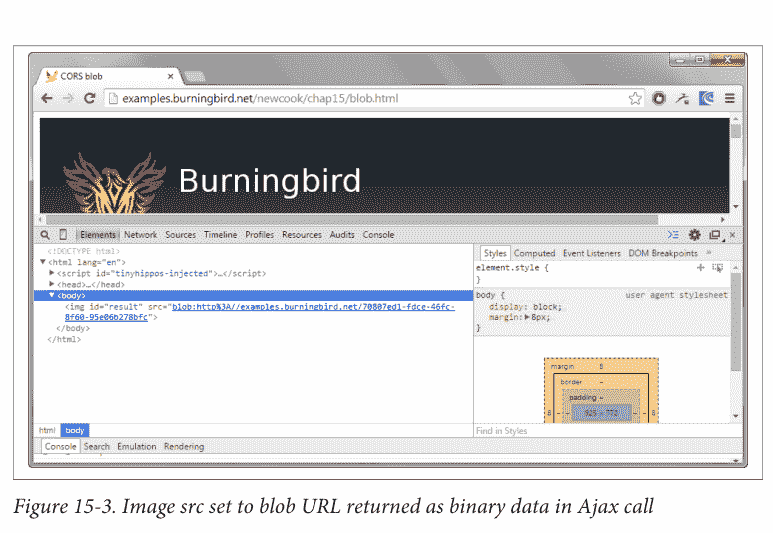 CORS blob
examples.burningbird.net/newcook/chap15/blob.html
Burningbird
Elements Network Sources Timeline Profiles Resources Audits Console
<!DOCTYPE html>
▼<html lang="en">
▶<script id="tinyhippos-injected">…</script>
▶<head>…</head>
▼<body>
<img id="result" src="blob:http%3A//examples.burningbird.net/70807ed1-fdce-46fc-
8f60-95e06b278bfc">
</body>
</html>
Styles Computed Event Listeners DOM Breakpoints »
element.style {
}
body { user agent stylesheet
display: block;
margin:▶8px;
}
margin 8
border –
padding –
8 – – – 8
html body
Find in Styles
Console Search Emulation Rendering
Figure 15-3. Image src set to blob URL returned as binary data in Ajax call